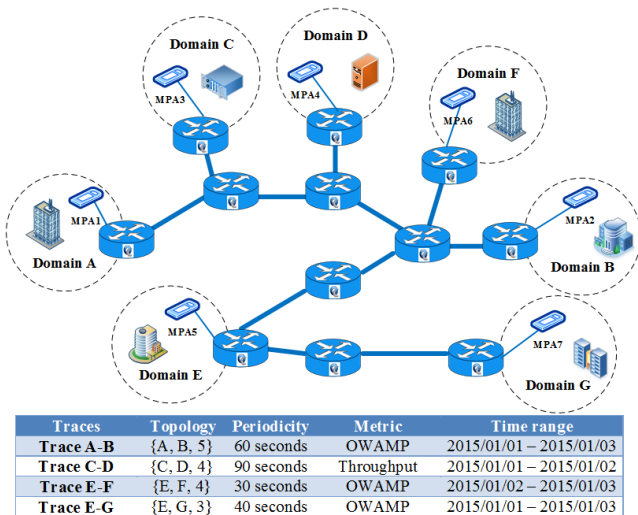 Domain C
MPA3
Domain D
MPA4
Domain F
MPA6
MPA1
Domain A
MPA2
Domain B
MPA5
Domain E
MPA7
Domain G
Traces Topology Periodicity Metric Time range
Trace A-B {A, B, 5} 60 seconds OWAMP 2015/01/01 – 2015/01/03
Trace C-D {C, D, 4} 90 seconds Throughput 2015/01/01 – 2015/01/02
Trace E-F {E, F, 4} 30 seconds OWAMP 2015/01/02 – 2015/01/03
Trace E-G {E, G, 3} 40 seconds OWAMP 2015/01/01 – 2015/01/03